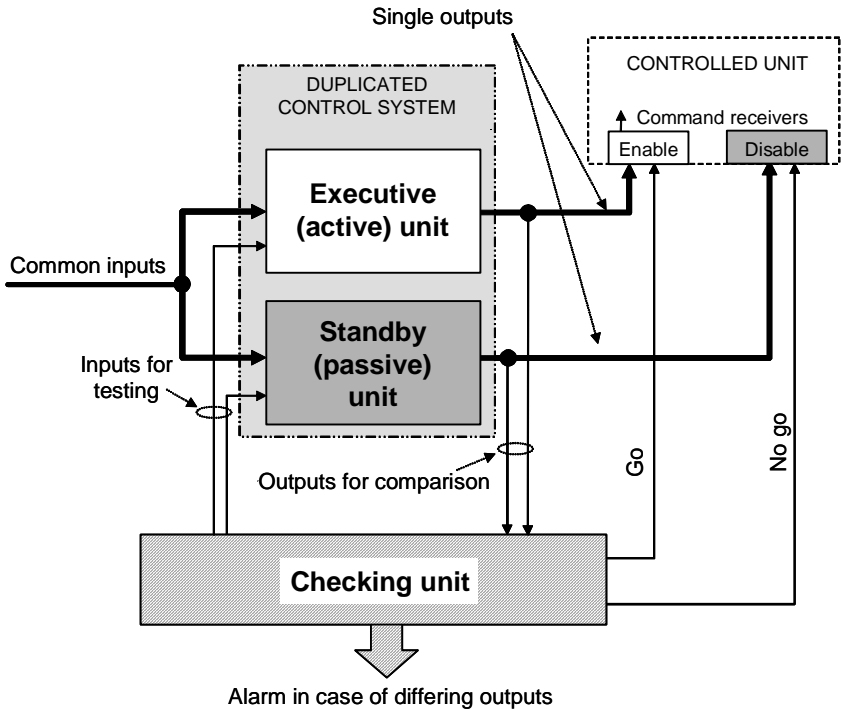 Single outputs
CONTROLLED UNIT
DUPLICATED
CONTROL SYSTEM
Command receivers
Enable
Disable
Executive
(active) unit
Common inputs
Standby
(passive)
unit
Inputs for
testing
Outputs for comparison
Go
No go
Checking unit
Alarm in case of differing outputs